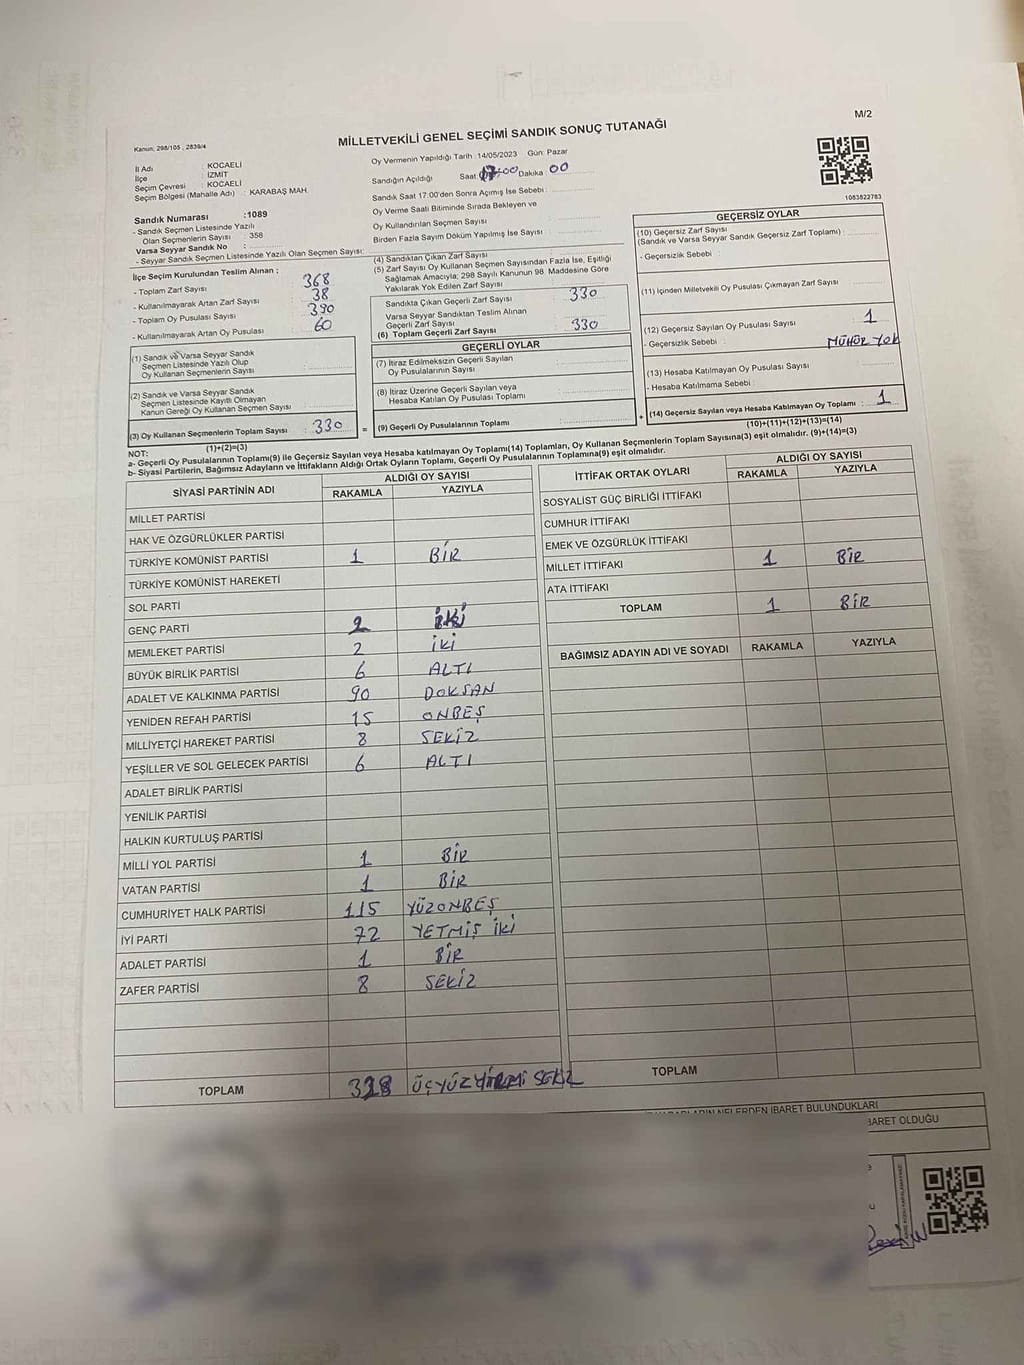 M/2
MİLLETVEKİLİ GENEL SEÇİMİ SANDIK SONUÇ TUTANAĞI
Kanun, 298/105 , 2839/4
İl Adı : KOCAELİ
İlçe : İZMİT
Seçim Çevresi : KOCAELİ
Seçim Bölgesi (Mahalle Adı) : KARABAŞ MAH.
Oy Vermenin Yapıldığı Tarih : 14/05/2023 Gün: Pazar
Sandığın Açıldığı Saat 17:00 Dakika 00
Sandık Saat 17:00'den Sonra Açımış İse Sebebi :
Oy Verme Saati Bitiminde Sırada Bekleyen ve
Oy Kullandırılan Seçmen Sayısı :
Birden Fazla Sayım Döküm Yapılmış İse Sayısı :
1083822783
Sandık Numarası :1089
- Sandık Seçmen Listesinde Yazılı
Olan Seçmenlerin Sayısı : 358
Varsa Seyyar Sandık No :
- Seyyar Sandık Seçmen Listesinde Yazılı Olan Seçmen Sayısı:
İlçe Seçim Kurulundan Teslim Alınan ;
- Toplam Zarf Sayısı : 368
- Kullanılmayarak Artan Zarf Sayısı : 38
- Toplam Oy Pusulası Sayısı : 390
- Kullanılmayarak Artan Oy Pusulası : 60
(1) Sandık ve Varsa Seyyar Sandık
Seçmen Listesinde Yazılı Olup
Oy Kullanan Seçmenlerin Sayısı :
(2) Sandık ve Varsa Seyyar Sandık
Seçmen Listesinde Kayıtlı Olmayan
Kanun Gereği Oy Kullanan Seçmen Sayısı :
(3) Oy Kullanan Seçmenlerin Toplam Sayısı : 330
(1)+(2)=(3)
(4) Sandıktan Çıkan Zarf Sayısı :
(5) Zarf Sayısı Oy Kullanan Seçmen Sayısından Fazla İse, Eşitliği
Sağlamak Amacıyla; 298 Sayılı Kanunun 98. Maddesine Göre
Yakılarak Yok Edilen Zarf Sayısı :
Sandıkta Çıkan Geçerli Zarf Sayısı : 330
Varsa Seyyar Sandıktan Teslim Alınan
Geçerli Zarf Sayısı :
(6) Toplam Geçerli Zarf Sayısı : 330
GEÇERLİ OYLAR
(7) İtiraz Edilmeksizin Geçerli Sayılan
Oy Pusulalarının Sayısı :
(8) İtiraz Üzerine Geçerli Sayılan veya
Hesaba Katılan Oy Pusulası Toplamı :
= (9) Geçerli Oy Pusulalarının Toplamı : +
GEÇERSİZ OYLAR
(10) Geçersiz Zarf Sayısı
(Sandık ve Varsa Seyyar Sandık Geçersiz Zarf Toplamı) :
- Geçersizlik Sebebi :
(11) İçinden Milletvekili Oy Pusulası Çıkmayan Zarf Sayısı :
(12) Geçersiz Sayılan Oy Pusulası Sayısı : 1
- Geçersizlik Sebebi : MÜHÜR YOK
(13) Hesaba Katılmayan Oy Pusulası Sayısı :
- Hesaba Katılmama Sebebi :
(14) Geçersiz Sayılan veya Hesaba Katılmayan Oy Toplamı : 1
(10)+(11)+(12)+(13)=(14)
NOT:
a- Geçerli Oy Pusulalarının Toplamı(9) ile Geçersiz Sayılan veya Hesaba katılmayan Oy Toplamı(14) Toplamları, Oy Kullanan Seçmenlerin Toplam Sayısına(3) eşit olmalıdır. (9)+(14)=(3)
b- Siyasi Partilerin, Bağımsız Adayların ve İttifakların Aldığı Ortak Oyların Toplamı, Geçerli Oy Pusulalarının Toplamına(9) eşit olmalıdır.
SİYASİ PARTİNİN ADI ALDIĞI OY SAYISI
RAKAMLA YAZIYLA
MİLLET PARTİSİ
HAK VE ÖZGÜRLÜKLER PARTİSİ
TÜRKİYE KOMÜNİST PARTİSİ 1 BİR
TÜRKİYE KOMÜNİST HAREKETİ
SOL PARTİ
GENÇ PARTİ 2 İKİ
MEMLEKET PARTİSİ 2 İKİ
BÜYÜK BİRLİK PARTİSİ 6 ALTI
ADALET VE KALKINMA PARTİSİ 90 DOKSAN
YENİDEN REFAH PARTİSİ 15 ONBEŞ
MİLLİYETÇİ HAREKET PARTİSİ 8 SEKİZ
YEŞİLLER VE SOL GELECEK PARTİSİ 6 ALTI
ADALET BİRLİK PARTİSİ
YENİLİK PARTİSİ
HALKIN KURTULUŞ PARTİSİ
MİLLİ YOL PARTİSİ 1 BİR
VATAN PARTİSİ 1 BİR
CUMHURİYET HALK PARTİSİ 115 YÜZONBEŞ
İYİ PARTİ 72 YETMİŞ İKİ
ADALET PARTİSİ 1 BİR
ZAFER PARTİSİ 8 SEKİZ
TOPLAM 328 ÜÇYÜZYİRMİ SEKİZ
İTTİFAK ORTAK OYLARI ALDIĞI OY SAYISI
RAKAMLA YAZIYLA
SOSYALİST GÜÇ BİRLİĞİ İTTİFAKI
CUMHUR İTTİFAKI
EMEK VE ÖZGÜRLÜK İTTİFAKI
MİLLET İTTİFAKI 1 BİR
ATA İTTİFAKI
TOPLAM 1 BİR
BAĞIMSIZ ADAYIN ADI VE SOYADI RAKAMLA YAZIYLA
TOPLAM
NELERDEN İBARET BULUNDUKLARI
BARET OLDUĞU